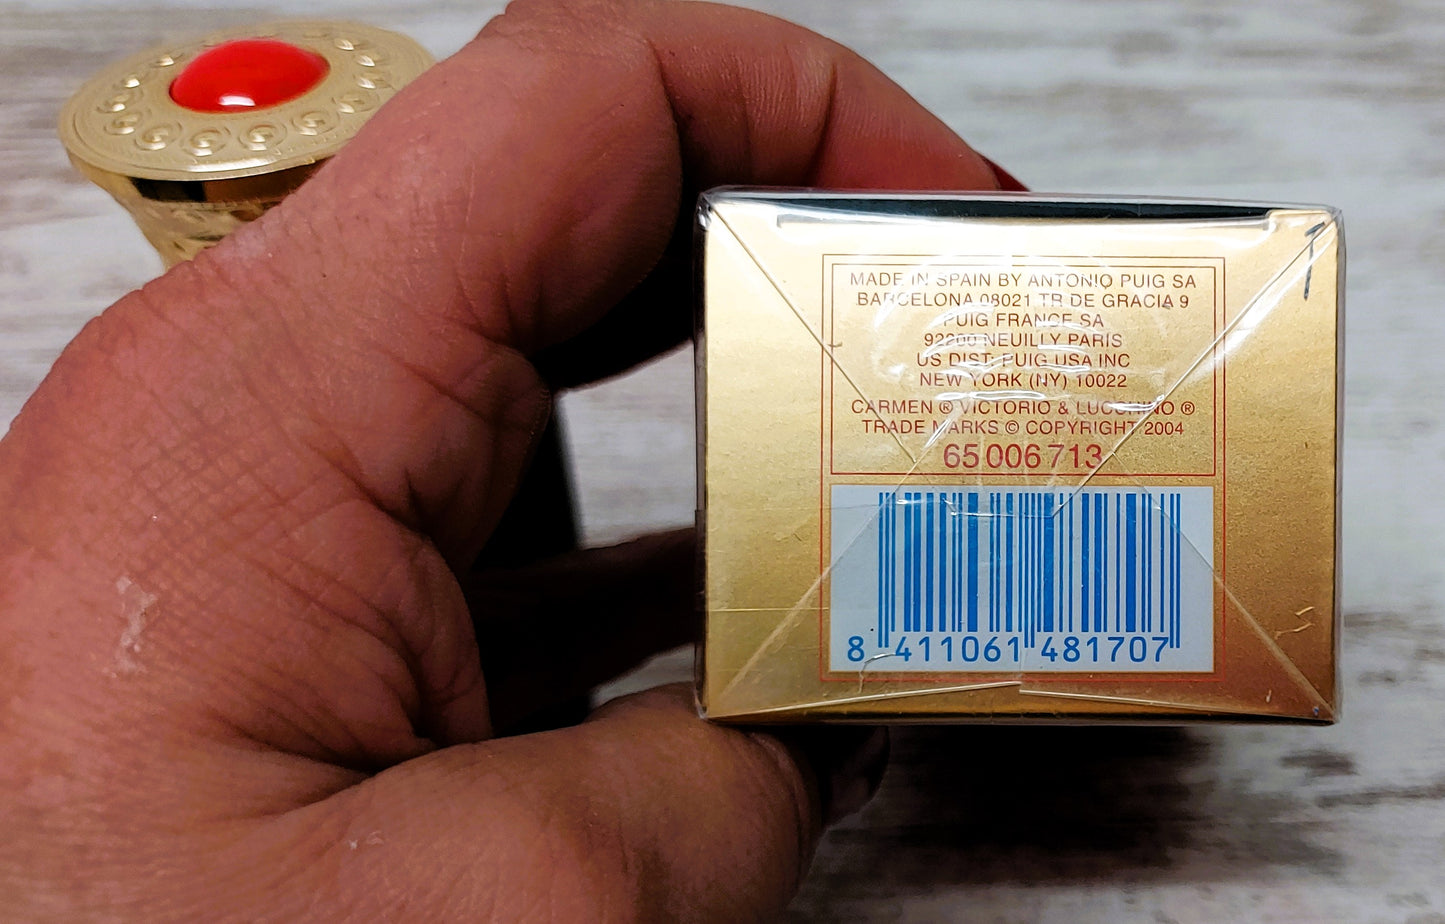 MADE IN SPAIN BY ANTONIO PUIG SA
BARCELONA 08021 TR DE GRACIA 9
PUIG FRANCE SA
92200 NEUILLY PARIS
US DIST. PUIG USA INC
NEW YORK (NY) 10022
CARMEN ® VICTORIO & LUCCHINO ®
TRADE MARKS © COPYRIGHT 2004
65006713
8 411061 481707